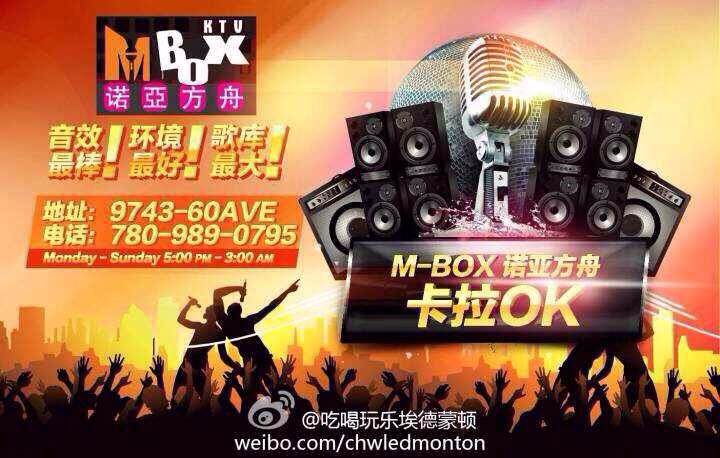 M BOX KTV
诺亞方舟
音效最棒！
环境最好！
歌库最大！
地址：9743-60AVE
电话：780-989-0795
Monday - Sunday 5:00 PM - 3:00 AM
M-BOX 诺亚方舟
卡拉OK
@吃喝玩乐埃德蒙顿
weibo.com/chwledmonton